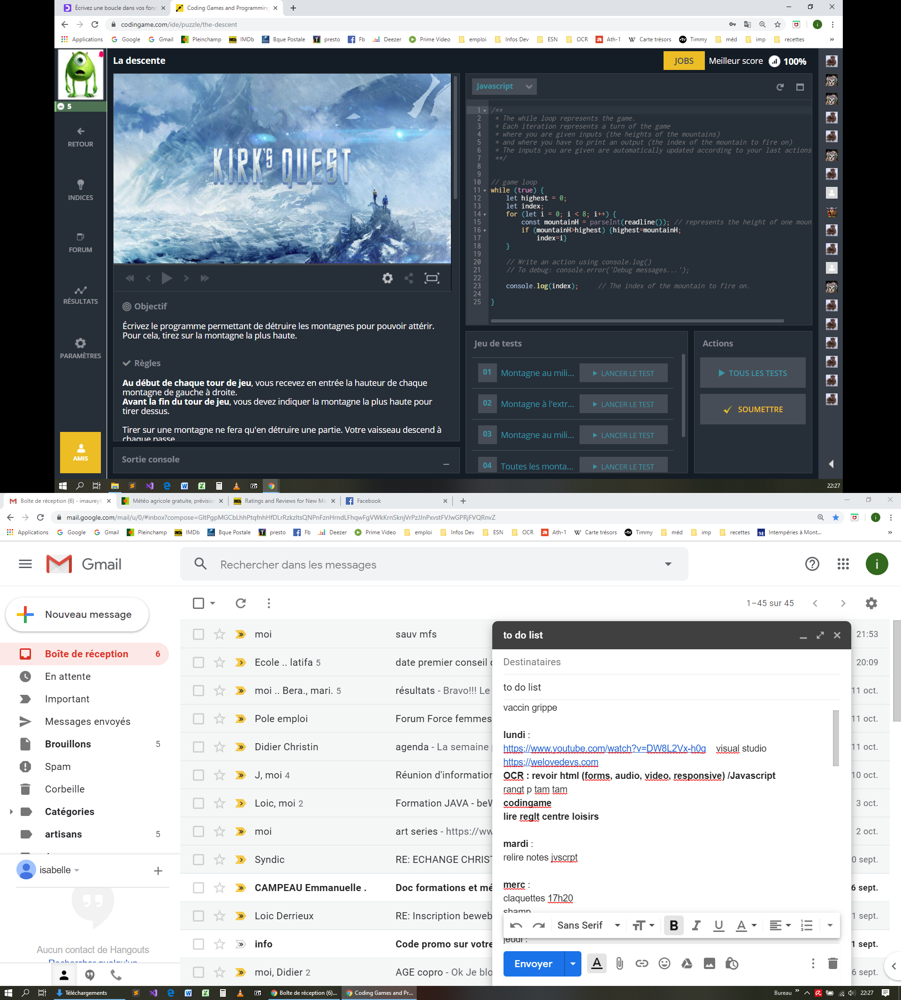 Écrivez une boucle dans vos fonc
Coding Games and Programming
codingame.com/ide/puzzle/the-descent
Applications Google Gmail Pleinchamp IMDb Bque Postale presto Fb Deezer Prime Video emploi Infos Dev ESN OCR Ath-1 Carte trésors Timmy méd imp recettes »
La descente
JOBS
Meilleur score 100%
5
RETOUR
INDICES
FORUM
RÉSULTATS
PARAMÈTRES
AMIS
KIRK'S QUEST
Objectif
Écrivez le programme permettant de détruire les montagnes pour pouvoir attérir.
Pour cela, tirez sur la montagne la plus haute.
Règles
Au début de chaque tour de jeu, vous recevez en entrée la hauteur de chaque
montagne de gauche à droite.
Avant la fin du tour de jeu, vous devez indiquer la montagne la plus haute pour
tirer dessus.
Tirer sur une montagne ne fera qu'en détruire une partie. Votre vaisseau descend à
chaque passe
Sortie console
Javascript
1 /**
2 * The while loop represents the game.
3 * Each iteration represents a turn of the game
4 * where you are given inputs (the heights of the mountains)
5 * and where you have to print an output (the index of the mountain to fire on)
6 * The inputs you are given are automatically updated according to your last actions
7 **/
8
9
10 // game loop
11 while (true) {
12 let highest = 0;
13 let index;
14 for (let i = 0; i < 8; i++) {
15 const mountainH = parseInt(readline()); // represents the height of one moun
16 if (mountainH>highest) {highest=mountainH;
17 index=i}
18 }
19
20 // Write an action using console.log()
21 // To debug: console.error('Debug messages...');
22
23 console.log(index); // The index of the mountain to fire on.
24
25 }
Jeu de tests
01 Montagne au mili... LANCER LE TEST
02 Montagne à l'extr... LANCER LE TEST
03 Montagne au mili... LANCER LE TEST
04 Toutes les monta... LANCER LE TEST
Actions
TOUS LES TESTS
SOUMETTRE
22:27
Boîte de réception (6) - imaurey@
Météo agricole gratuite, prévisio
Ratings and Reviews for New Mo
Facebook
mail.google.com/mail/u/0/#inbox?compose=GltPgpMGCbLhhPtqfnhHfDLrRzkzltsQNPnFznHrndLFhqwFgVWkKrnSknjVrPzJJnPxvstFVJwGPRjFVQRnvZ
Applications Google Gmail Pleinchamp IMDb Bque Postale presto Fb Deezer Prime Video emploi Infos Dev ESN OCR Ath-1 Carte trésors Timmy méd imp recettes Intempéries à Mont... »
Gmail
Rechercher dans les messages
i
Nouveau message
1–45 sur 45
Boîte de réception 6
En attente
Important
Messages envoyés
Brouillons 5
Spam
Corbeille
Catégories
artisans 5
isabelle
Aucun contact de Hangouts
Rechercher quelqu'un
moi sauv mfs 21:53
Ecole .. latifa 5 date premier conseil 20:09
moi .. Bera., mari. 5 résultats - Bravo!!! Le 11 oct.
Pole emploi Forum Force femmes 11 oct.
Didier Christin agenda - La semaine 11 oct.
J, moi 4 Réunion d'information 10 oct.
Loic, moi 2 Formation JAVA - beW 3 oct.
moi art series - https://ww 2 oct.
Syndic RE: ECHANGE CHRIST 0 sept.
CAMPEAU Emmanuelle . Doc formations et mé 6 sept.
Loic Derrieux RE: Inscription beweb 1 sept.
info Code promo sur votre 1 sept.
moi, Didier 2 AGE copro - Ok Je blo 6 sept.
to do list
Destinataires
to do list
vaccin grippe
lundi :
https://www.youtube.com/watch?v=DW8L2Vx-h0g visual studio
https://welovedevs.com
OCR : revoir html (forms, audio, video, responsive) /Javascript
rangt p tam tam
codingame
lire reglt centre loisirs
mardi :
relire notes jvscrpt
merc :
claquettes 17h20
shamp
Sans Serif
jeudi :
Envoyer
Téléchargements
Boîte de réception (6)...
Coding Games and Pr...
Bureau » 22:27